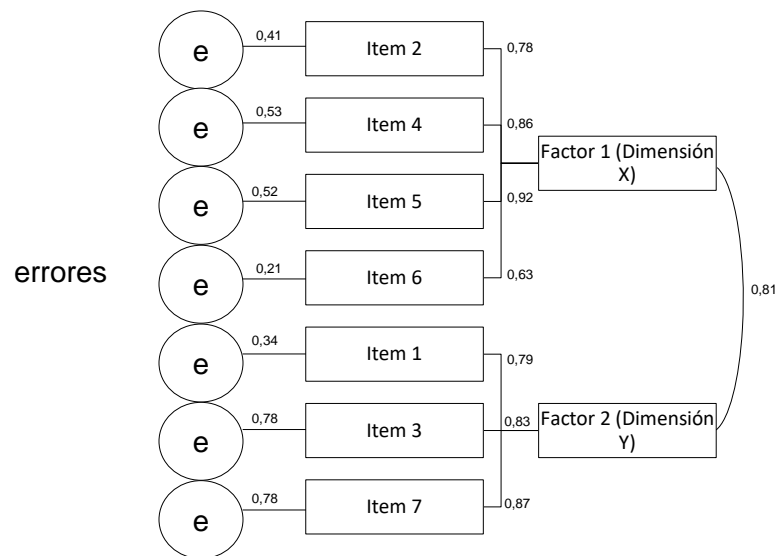 e 0,41 Item 2 0,78
e 0,53 Item 4 0,86
Factor 1 (Dimensión
X)
e 0,52 Item 5 0,92
e 0,21 Item 6 0,63
errores
0,81
e 0,34 Item 1 0,79
e 0,78 Item 3 0,83 Factor 2 (Dimensión
Y)
e 0,78 Item 7 0,87